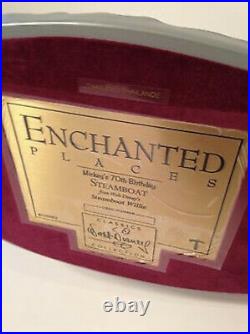 ENCHANTED
PLACES
Mickey's 70th Birthday
STEAMBOAT
from Walt Disney's
Steamboat Willie
CLASSICS
Walt Disney
COLLECTION